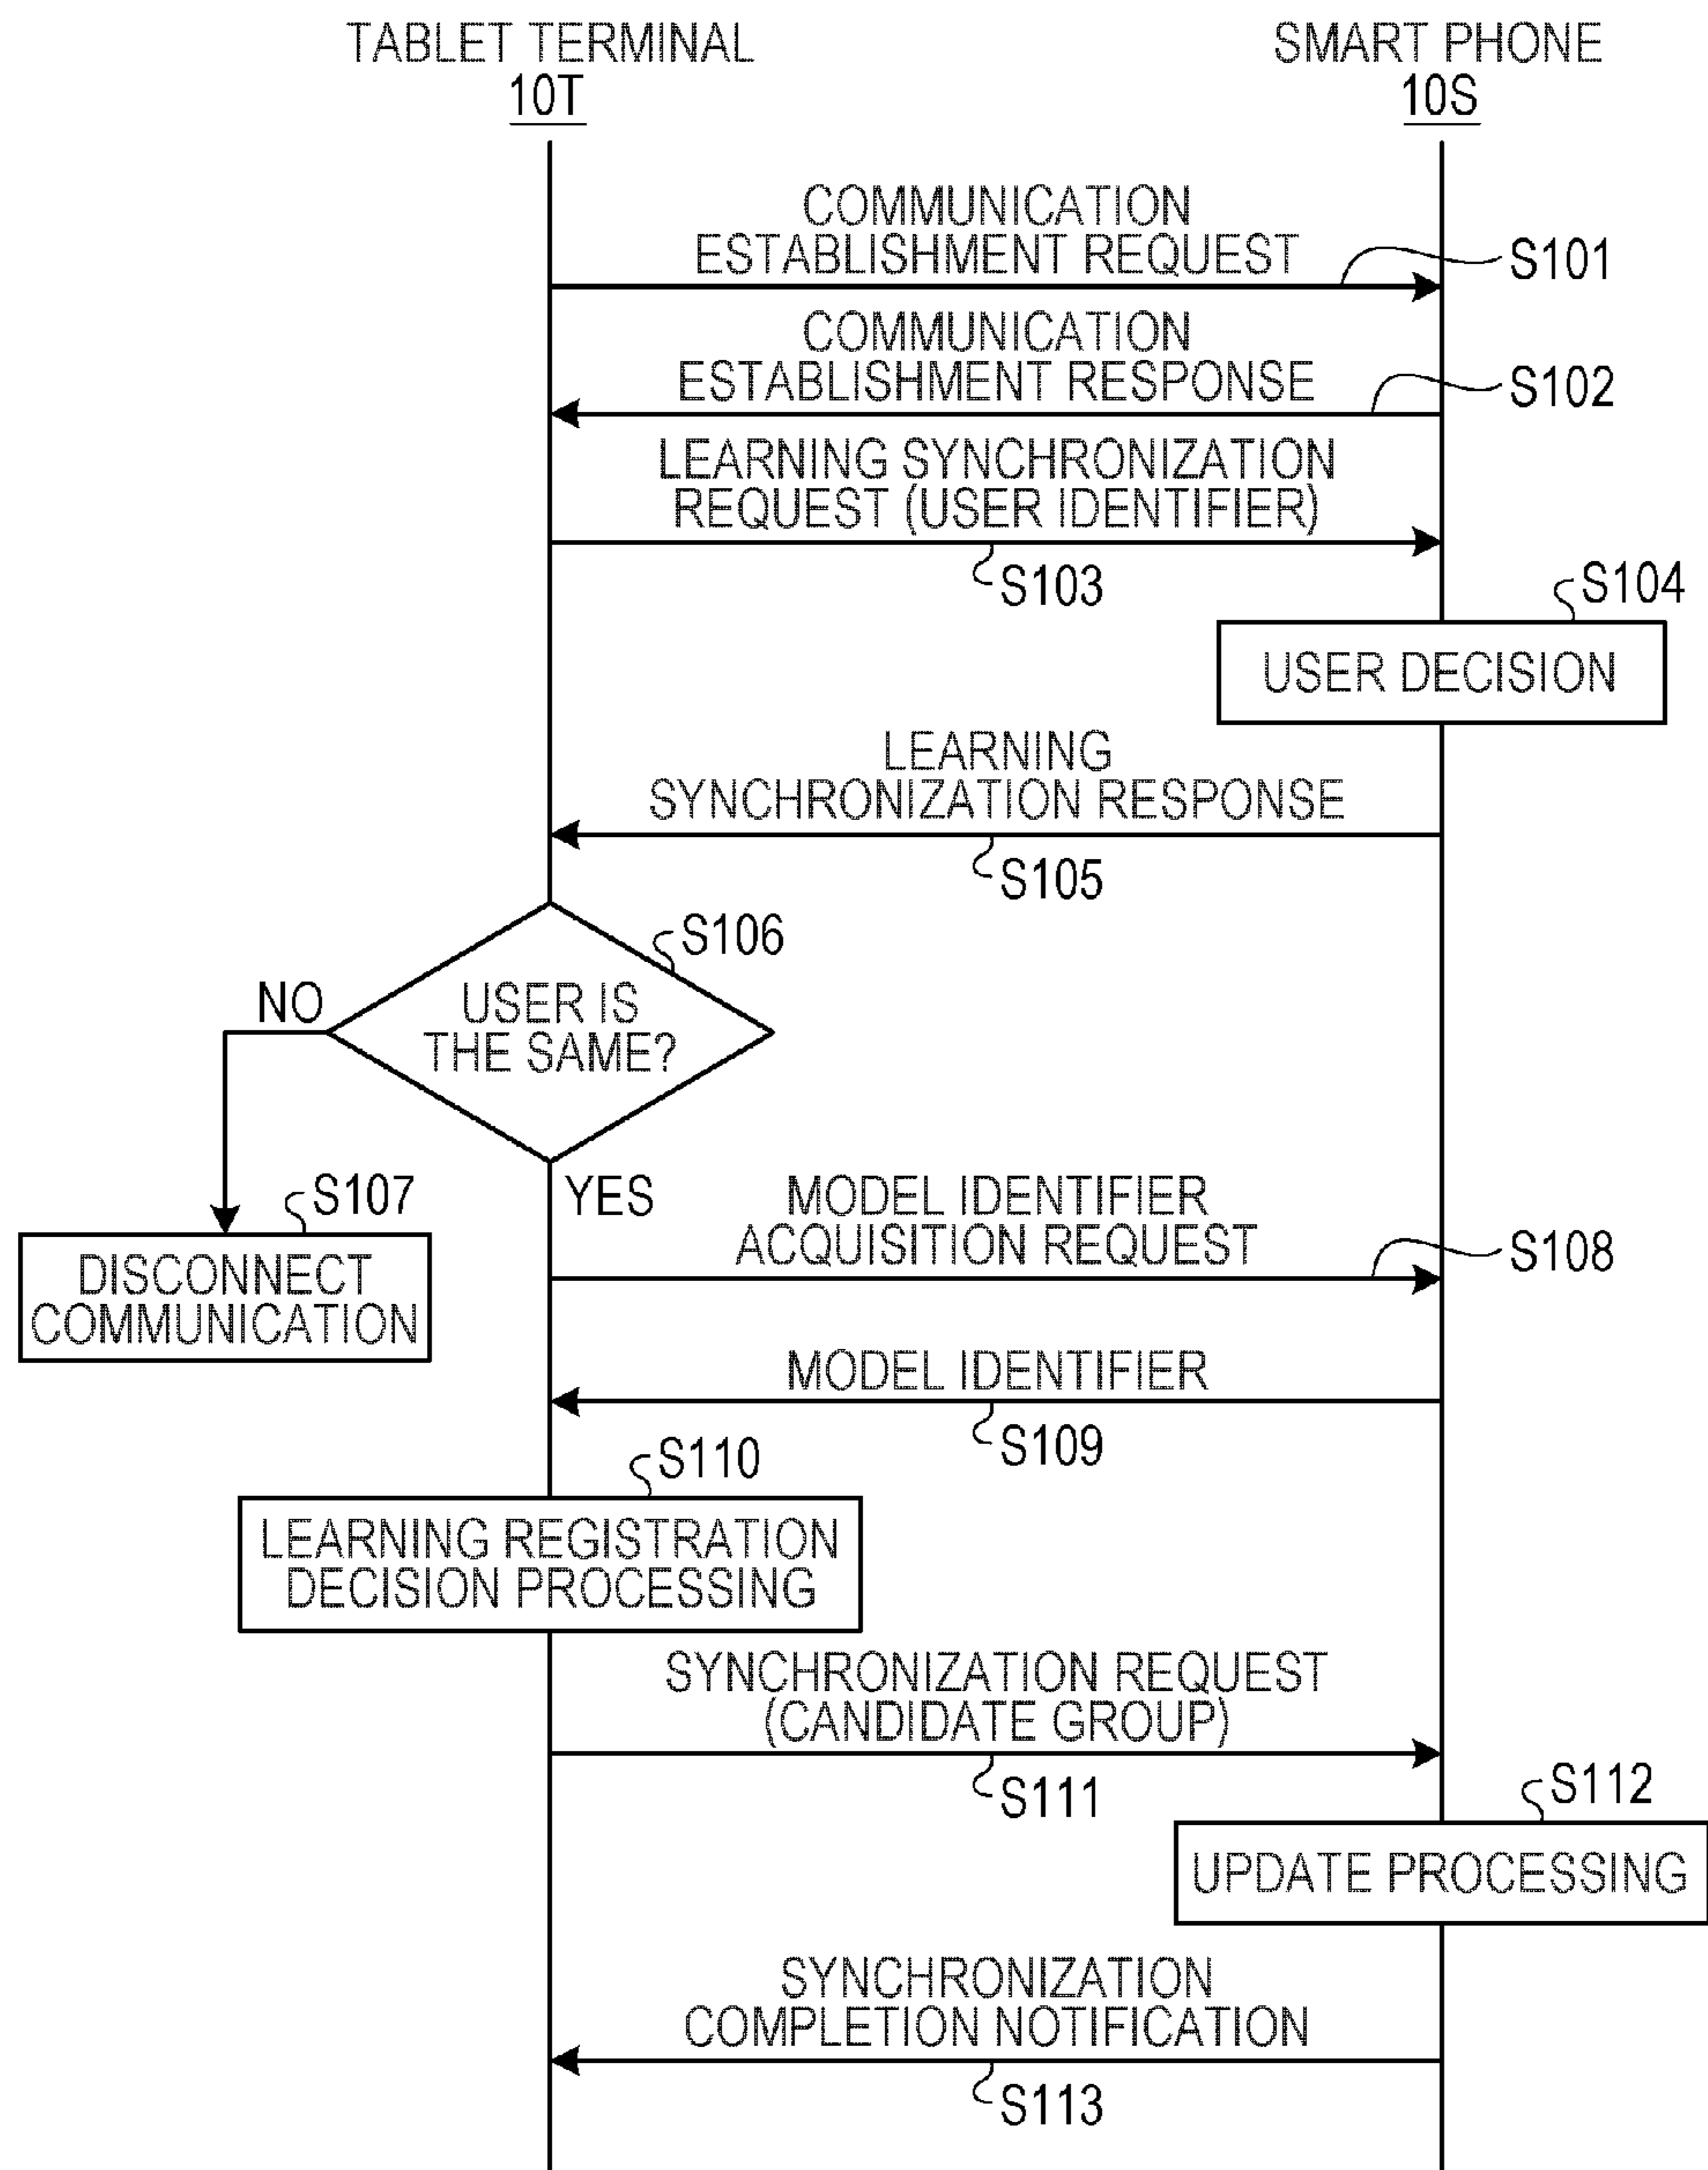 TABLET TERMINAL
10T
SMART PHONE
10S
COMMUNICATION
ESTABLISHMENT REQUEST
S101
COMMUNICATION
ESTABLISHMENT RESPONSE
S102
LEARNING SYNCHRONIZATION
REQUEST (USER IDENTIFIER)
S103
S104
USER DECISION
LEARNING
SYNCHRONIZATION RESPONSE
S105
S106
USER IS
THE SAME?
NO
YES
S107
DISCONNECT
COMMUNICATION
MODEL IDENTIFIER
ACQUISITION REQUEST
S108
MODEL IDENTIFIER
S109
S110
LEARNING REGISTRATION
DECISION PROCESSING
SYNCHRONIZATION REQUEST
(CANDIDATE GROUP)
S111
S112
UPDATE PROCESSING
SYNCHRONIZATION
COMPLETION NOTIFICATION
S113